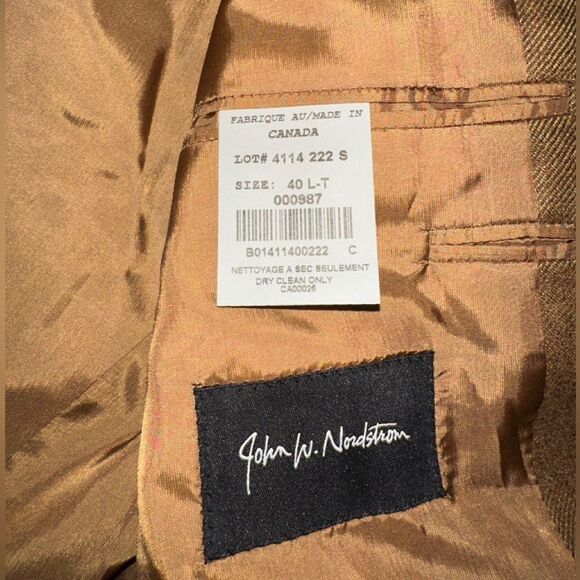 FABRIQUE AU/MADE IN
CANADA
LOT# 4114 222 S
SIZE: 40 L-T
000987
B01411400222 C
NETTOYAGE A SEC SEULEMENT
DRY CLEAN ONLY
CA00026
John W. Nordstrom